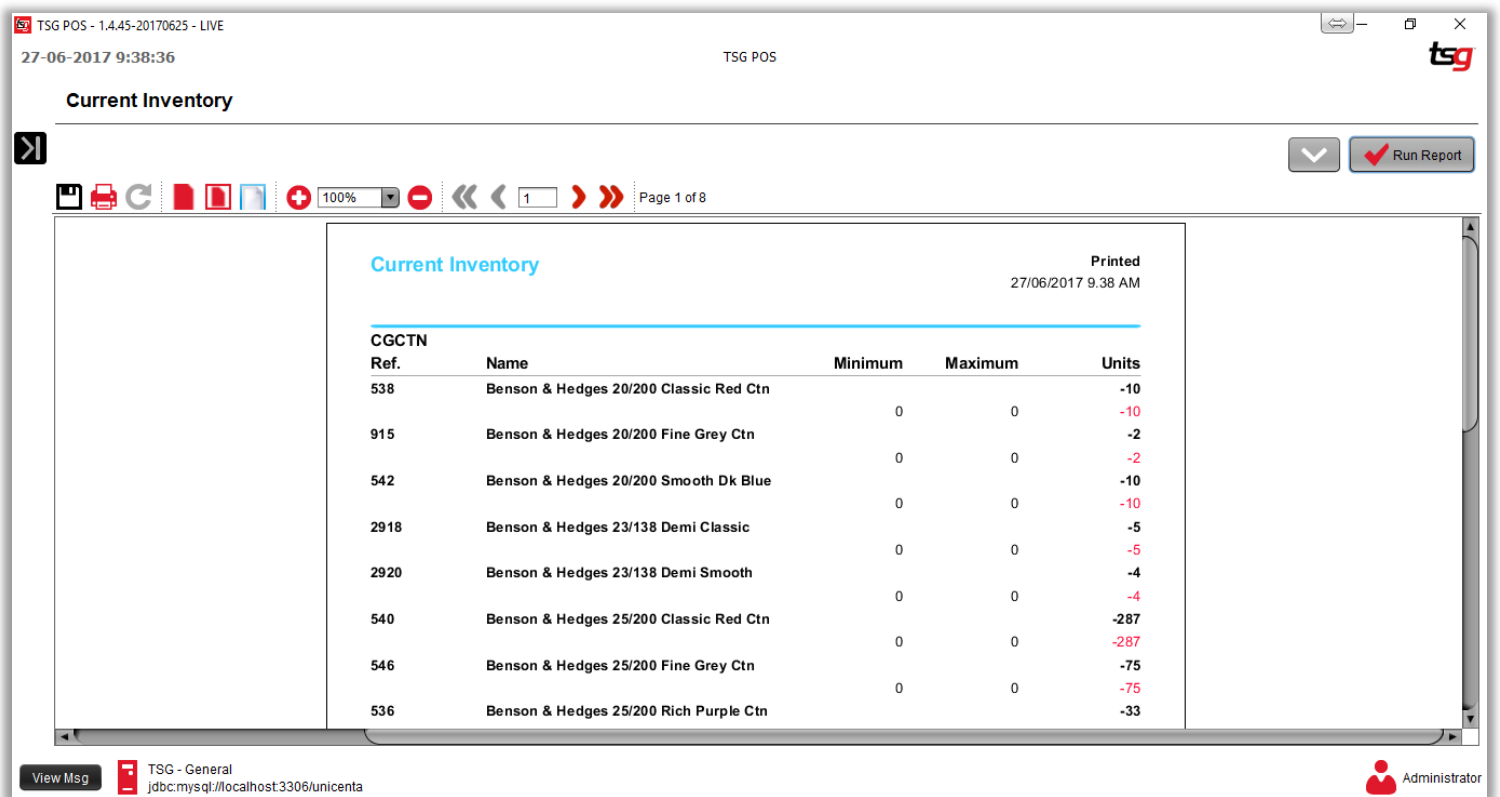 TSG POS - 1.4.45-20170625 - LIVE
27-06-2017 9:38:36 TSG POS tsg
Current Inventory
Run Report
100% 1 Page 1 of 8
Current Inventory Printed
27/06/2017 9.38 AM
CGCTN
Ref. Name Minimum Maximum Units
538 Benson & Hedges 20/200 Classic Red Ctn -10
0 0 -10
915 Benson & Hedges 20/200 Fine Grey Ctn -2
0 0 -2
542 Benson & Hedges 20/200 Smooth Dk Blue -10
0 0 -10
2918 Benson & Hedges 23/138 Demi Classic -5
0 0 -5
2920 Benson & Hedges 23/138 Demi Smooth -4
0 0 -4
540 Benson & Hedges 25/200 Classic Red Ctn -287
0 0 -287
546 Benson & Hedges 25/200 Fine Grey Ctn -75
0 0 -75
536 Benson & Hedges 25/200 Rich Purple Ctn -33
View Msg TSG - General Administrator
jdbc:mysql://localhost:3306/unicenta